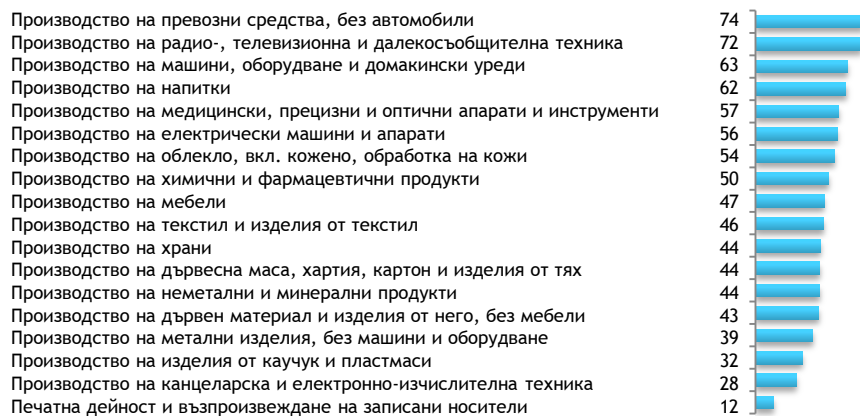 Производство на превозни средства, без автомобили 74
Производство на радио-, телевизионна и далекосъобщителна техника 72
Производство на машини, оборудване и домакински уреди 63
Производство на напитки 62
Производство на медицински, прецизни и оптични апарати и инструменти 57
Производство на електрически машини и апарати 56
Производство на облекло, вкл. кожено, обработка на кожи 54
Производство на химични и фармацевтични продукти 50
Производство на мебели 47
Производство на текстил и изделия от текстил 46
Производство на храни 44
Производство на дървесна маса, хартия, картон и изделия от тях 44
Производство на неметални и минерални продукти 44
Производство на дървен материал и изделия от него, без мебели 43
Производство на метални изделия, без машини и оборудване 39
Производство на изделия от каучук и пластмаси 32
Производство на канцеларска и електронно-изчислителна техника 28
Печатна дейност и възпроизвеждане на записани носители 12